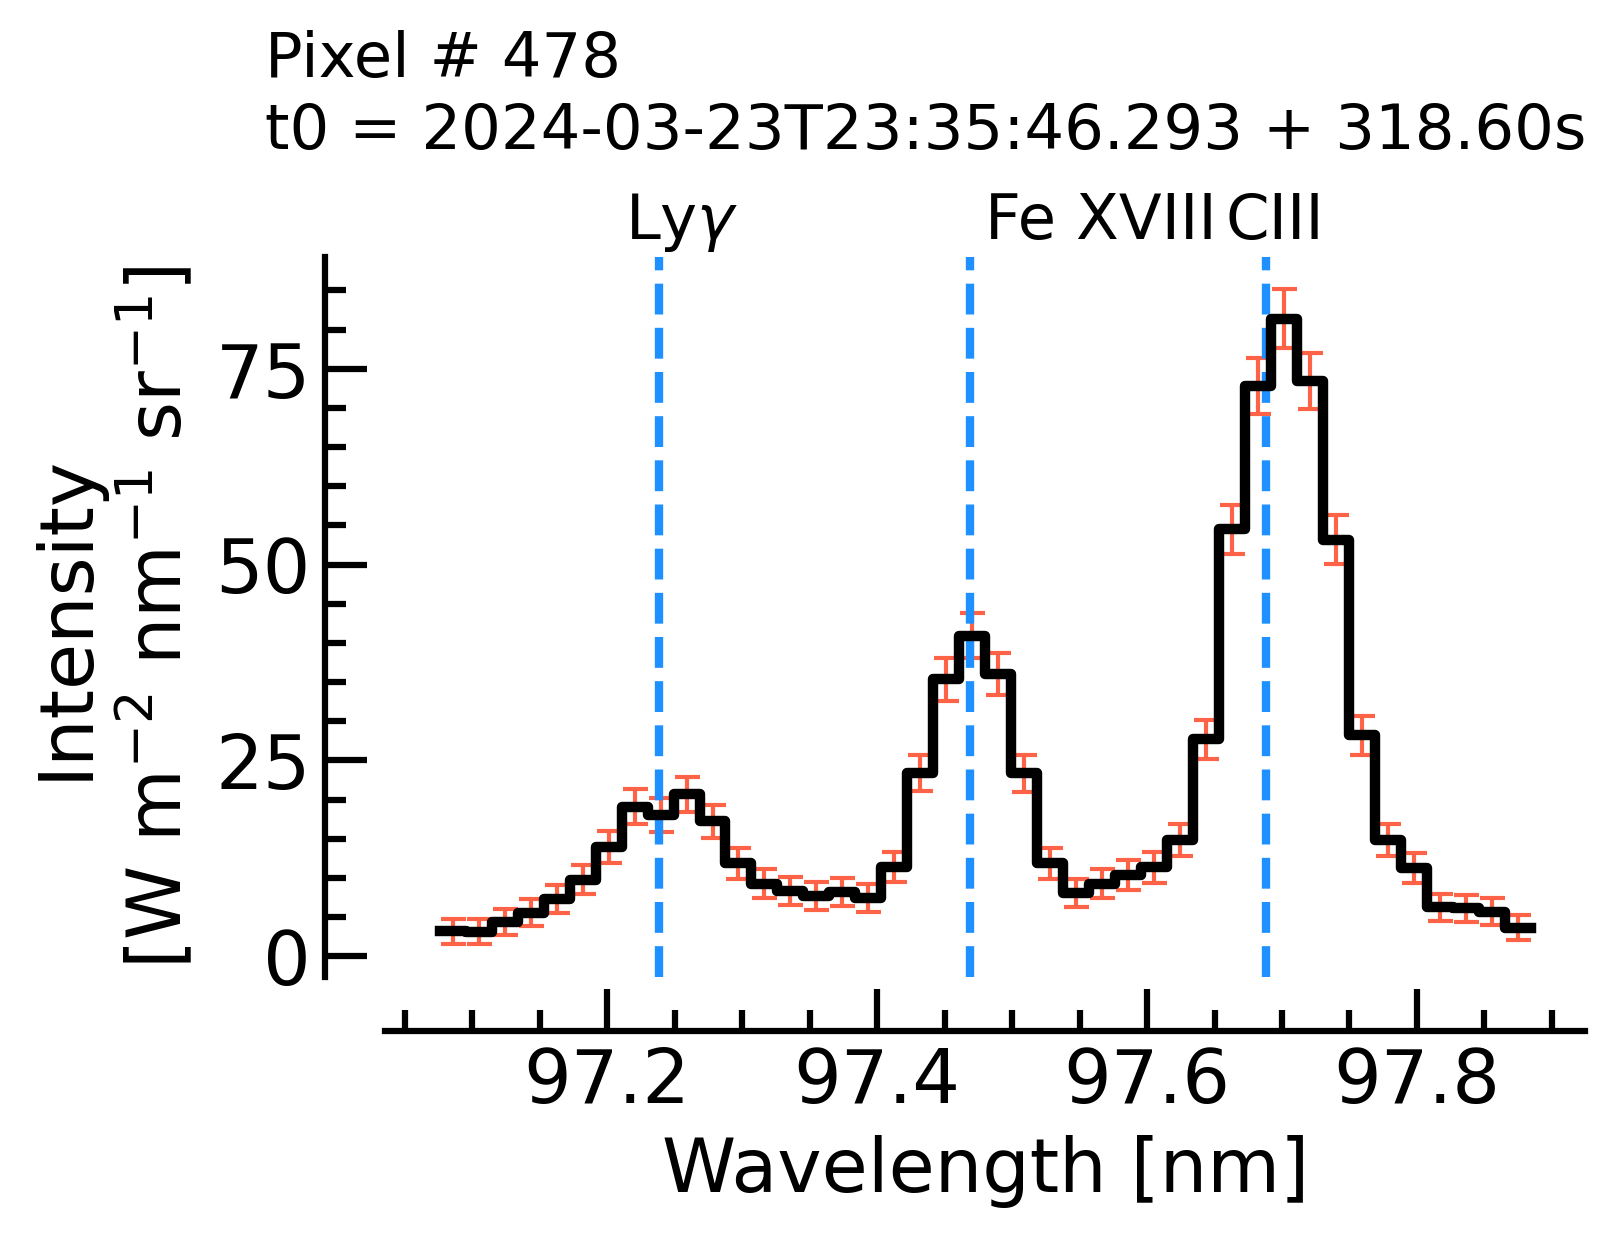 Pixel # 478
t0 = 2024-03-23T23:35:46.293 + 318.60s
Lyγ Fe XVIII CIII
Intensity
[W m⁻² nm⁻¹ sr⁻¹]
75
50
25
0
97.2 97.4 97.6 97.8
Wavelength [nm]